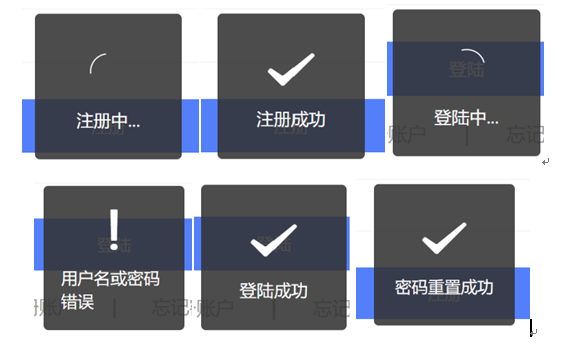 注册中...
注册成功
登陆
登陆中...
账户 | 忘记
登陆
用户名或密码
错误
册账户 | 忘记
登陆成功
账户 | 忘记
密码重置成功